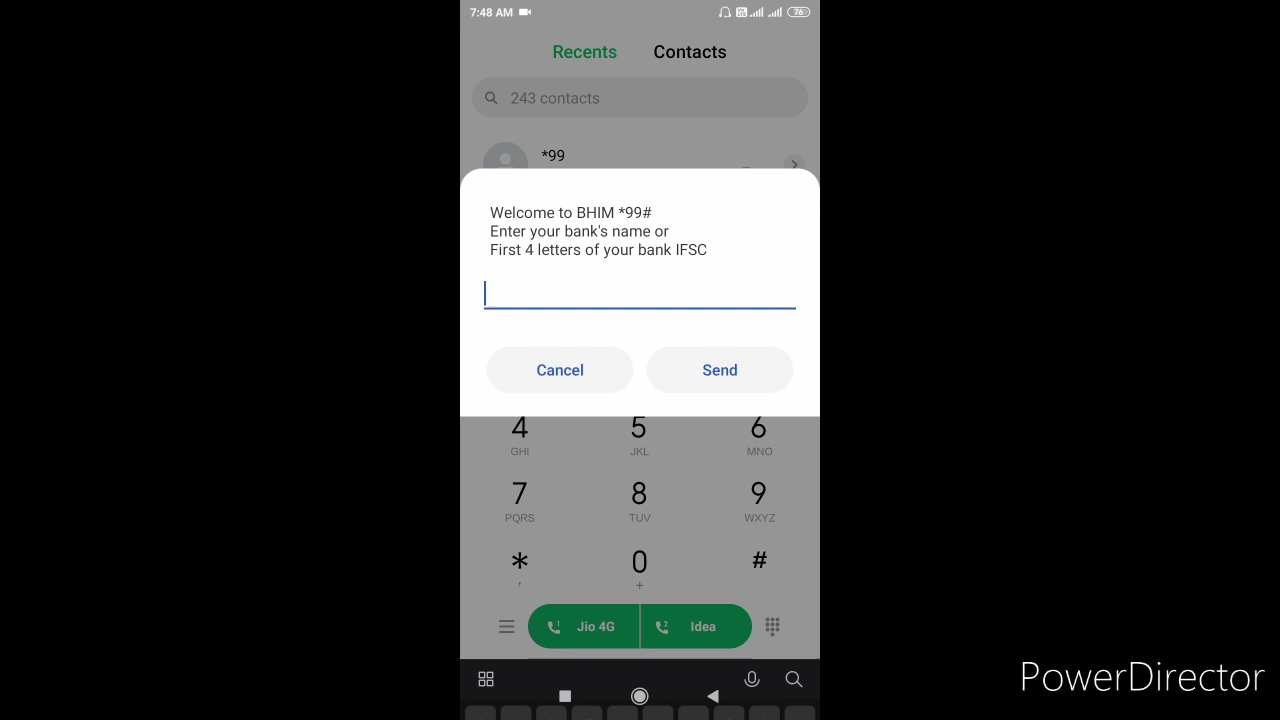 7:48 AM
76
Recents Contacts
243 contacts
*99
Welcome to BHIM *99#
Enter your bank's name or
First 4 letters of your bank IFSC
Cancel Send
4 5 6
GHI JKL MNO
7 8 9
PQRS TUV WXYZ
* 0 #
, +
1 Jio 4G 2 Idea
PowerDirector